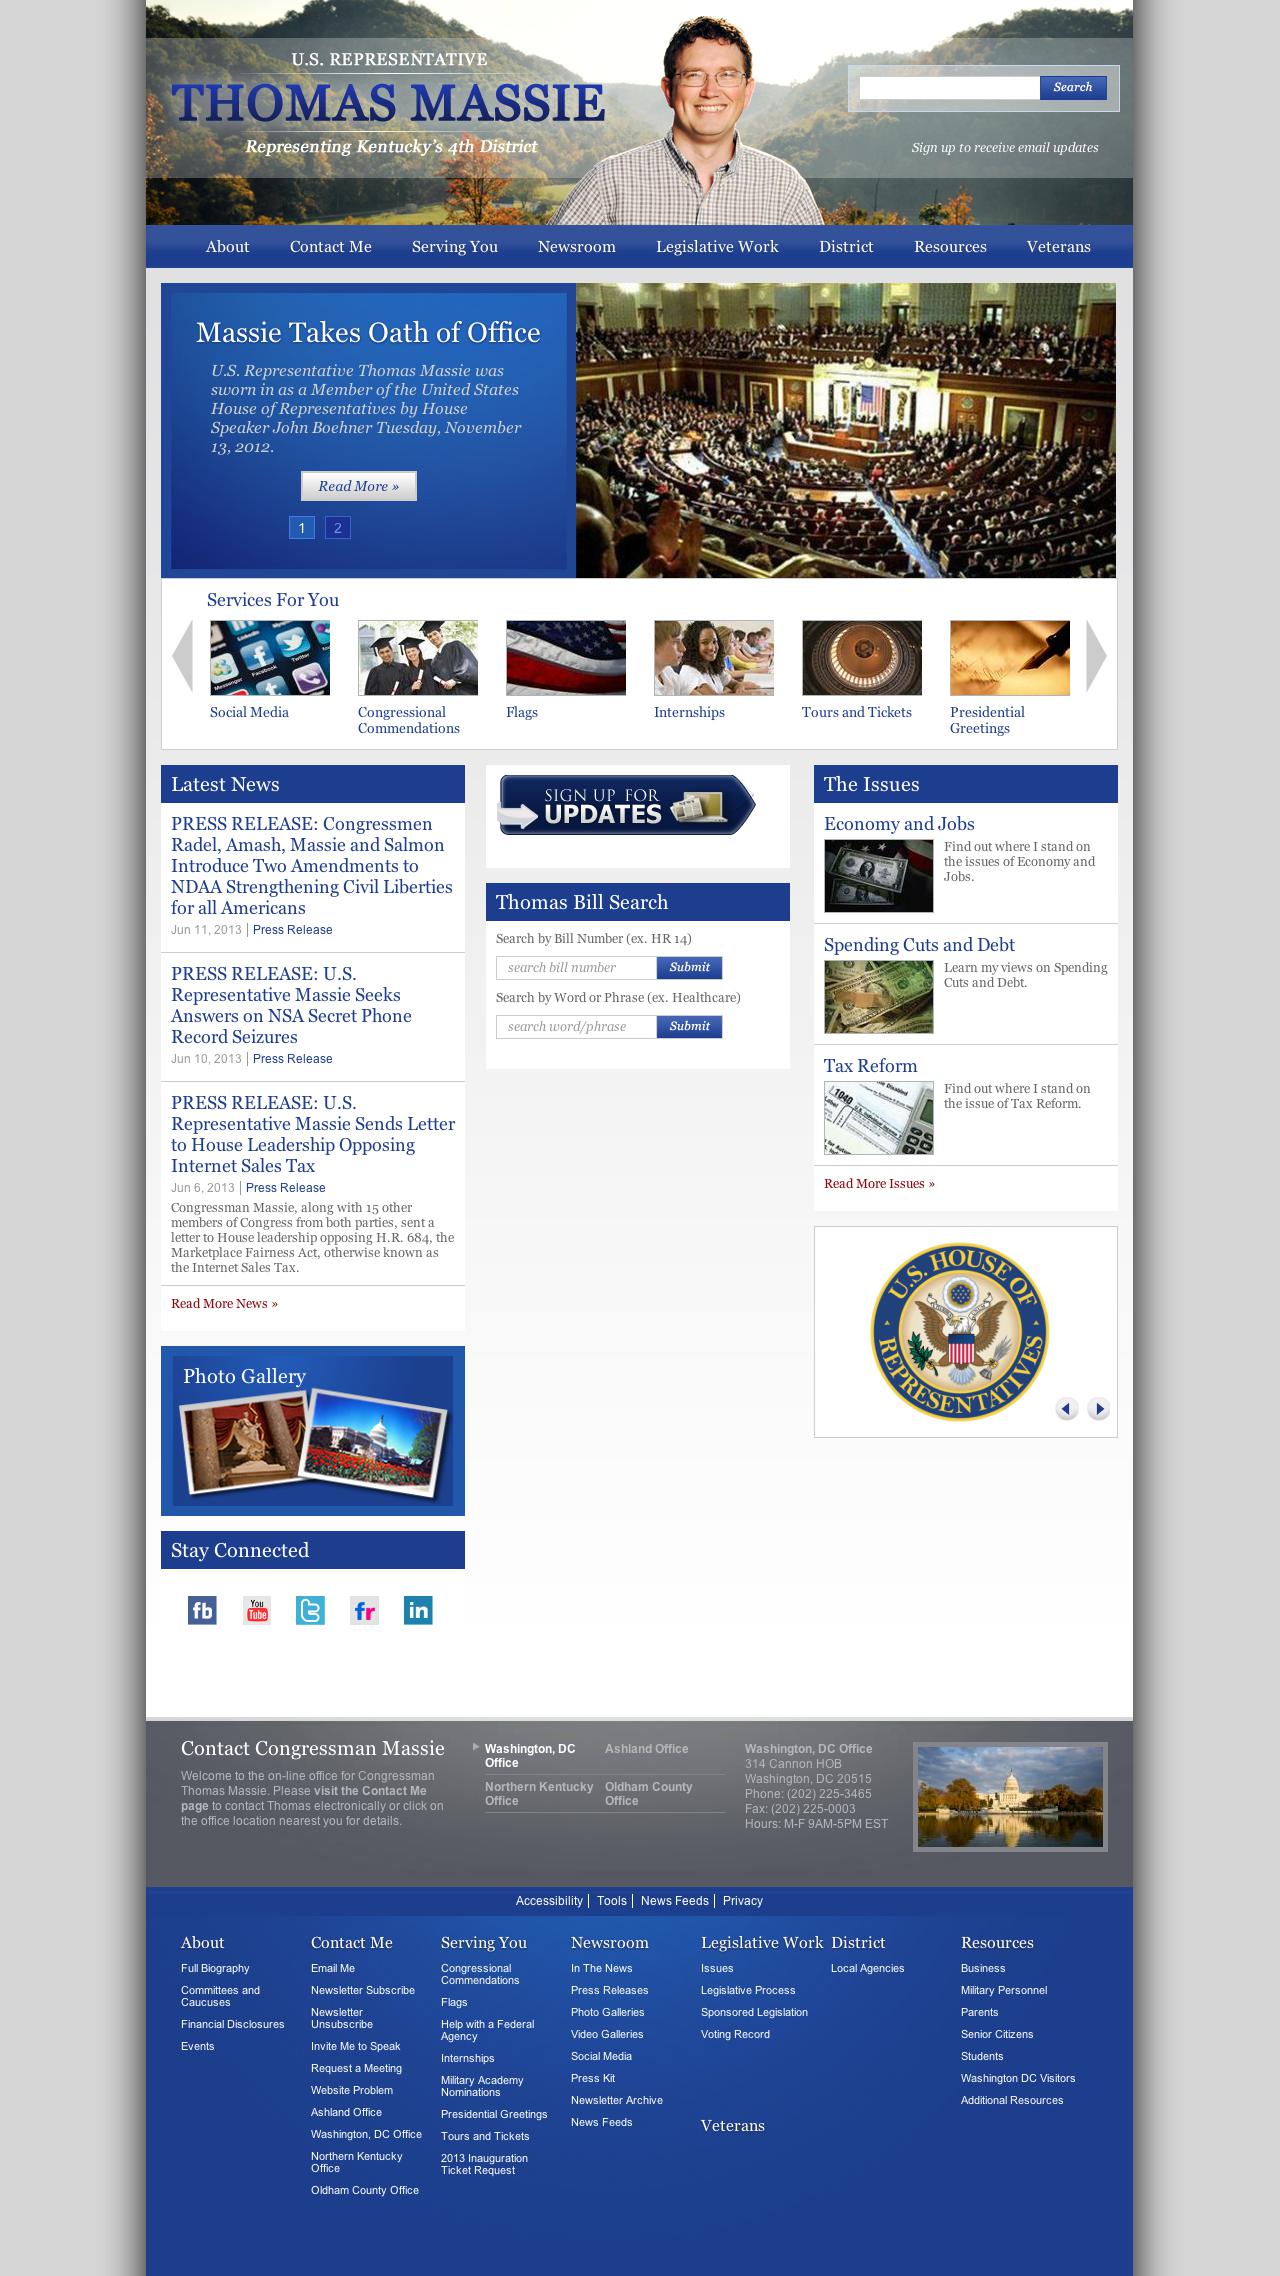 U.S. REPRESENTATIVE
THOMAS MASSIE
Representing Kentucky's 4th District
Search
Sign up to receive email updates
About
Contact Me
Serving You
Newsroom
Legislative Work
District
Resources
Veterans
Massie Takes Oath of Office
U.S. Representative Thomas Massie was
sworn in as a Member of the United States
House of Representatives by House
Speaker John Boehner Tuesday, November
13, 2012.
Read More »
1 2
Services For You
Messenger
Facebook
Twitter
Social Media
Congressional
Commendations
Flags
Internships
Tours and Tickets
Presidential
Greetings
Latest News
PRESS RELEASE: Congressmen
Radel, Amash, Massie and Salmon
Introduce Two Amendments to
NDAA Strengthening Civil Liberties
for all Americans
Jun 11, 2013 | Press Release
PRESS RELEASE: U.S.
Representative Massie Seeks
Answers on NSA Secret Phone
Record Seizures
Jun 10, 2013 | Press Release
PRESS RELEASE: U.S.
Representative Massie Sends Letter
to House Leadership Opposing
Internet Sales Tax
Jun 6, 2013 | Press Release
Congressman Massie, along with 15 other
members of Congress from both parties, sent a
letter to House leadership opposing H.R. 684, the
Marketplace Fairness Act, otherwise known as
the Internet Sales Tax.
Read More News »
Photo Gallery
Stay Connected
fb
You
Tube
t
fr
in
SIGN UP FOR
UPDATES
Thomas Bill Search
Search by Bill Number (ex. HR 14)
search bill number
Submit
Search by Word or Phrase (ex. Healthcare)
search word/phrase
Submit
The Issues
Economy and Jobs
Find out where I stand on
the issues of Economy and
Jobs.
Spending Cuts and Debt
Learn my views on Spending
Cuts and Debt.
Tax Reform
1040
Find out where I stand on
the issue of Tax Reform.
Read More Issues »
U.S. HOUSE OF
REPRESENTATIVES
Contact Congressman Massie
Welcome to the on-line office for Congressman
Thomas Massie. Please visit the Contact Me
page to contact Thomas electronically or click on
the office location nearest you for details.
Washington, DC
Office
Ashland Office
Northern Kentucky
Office
Oldham County
Office
Washington, DC Office
314 Cannon HOB
Washington, DC 20515
Phone: (202) 225-3465
Fax: (202) 225-0003
Hours: M-F 9AM-5PM EST
Accessibility | Tools | News Feeds | Privacy
About
Full Biography
Committees and
Caucuses
Financial Disclosures
Events
Contact Me
Email Me
Newsletter Subscribe
Newsletter
Unsubscribe
Invite Me to Speak
Request a Meeting
Website Problem
Ashland Office
Washington, DC Office
Northern Kentucky
Office
Oldham County Office
Serving You
Congressional
Commendations
Flags
Help with a Federal
Agency
Internships
Military Academy
Nominations
Presidential Greetings
Tours and Tickets
2013 Inauguration
Ticket Request
Newsroom
In The News
Press Releases
Photo Galleries
Video Galleries
Social Media
Press Kit
Newsletter Archive
News Feeds
Legislative Work
Issues
Legislative Process
Sponsored Legislation
Voting Record
Veterans
District
Local Agencies
Resources
Business
Military Personnel
Parents
Senior Citizens
Students
Washington DC Visitors
Additional Resources